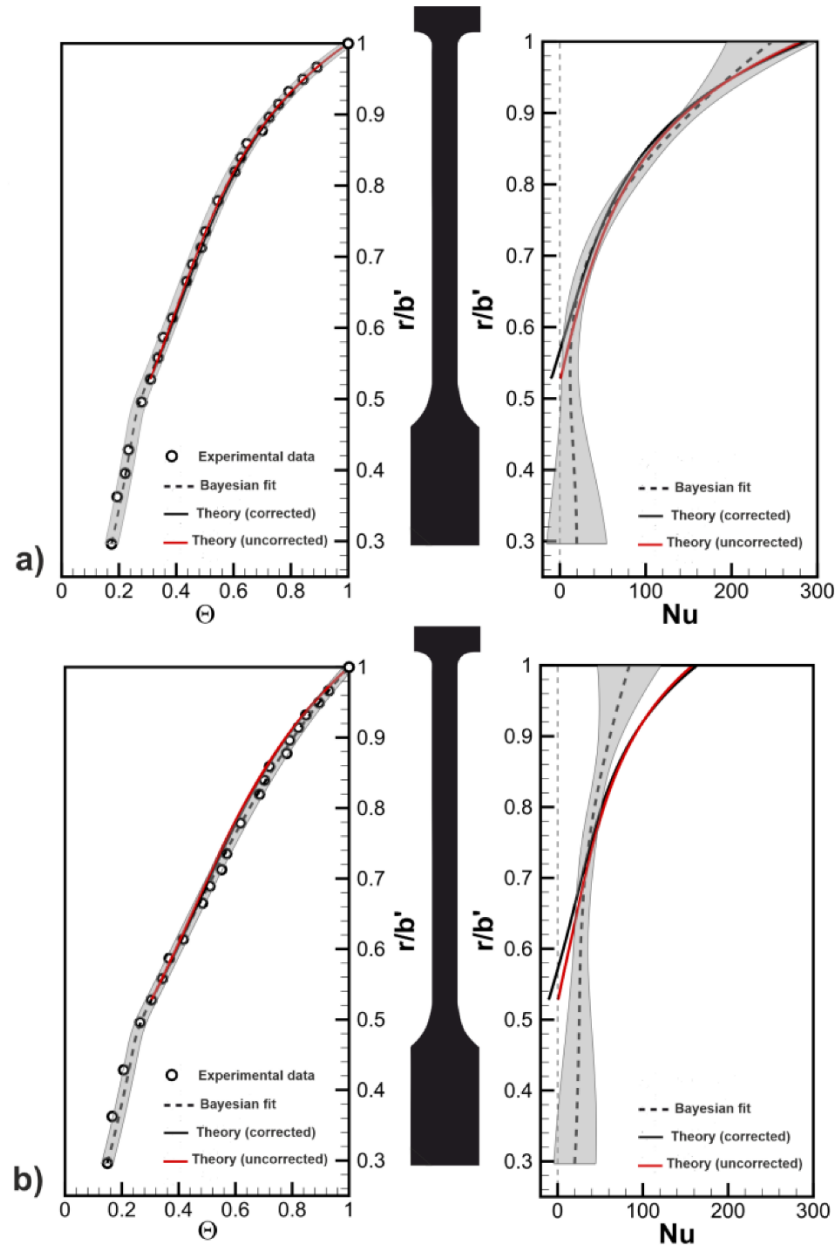 1
0.9
0.8
0.7
0.6
0.5
0.4
0.3
r/b'
Experimental data
Bayesian fit
Theory (corrected)
Theory (uncorrected)
0 0.2 0.4 0.6 0.8 1
Θ
a)
1
0.9
0.8
0.7
0.6
0.5
0.4
0.3
r/b'
Bayesian fit
Theory (corrected)
Theory (uncorrected)
0 100 200 300
Nu
1
0.9
0.8
0.7
0.6
0.5
0.4
0.3
r/b'
Experimental data
Bayesian fit
Theory (corrected)
Theory (uncorrected)
0 0.2 0.4 0.6 0.8 1
Θ
b)
1
0.9
0.8
0.7
0.6
0.5
0.4
0.3
r/b'
Bayesian fit
Theory (corrected)
Theory (uncorrected)
0 100 200 300
Nu